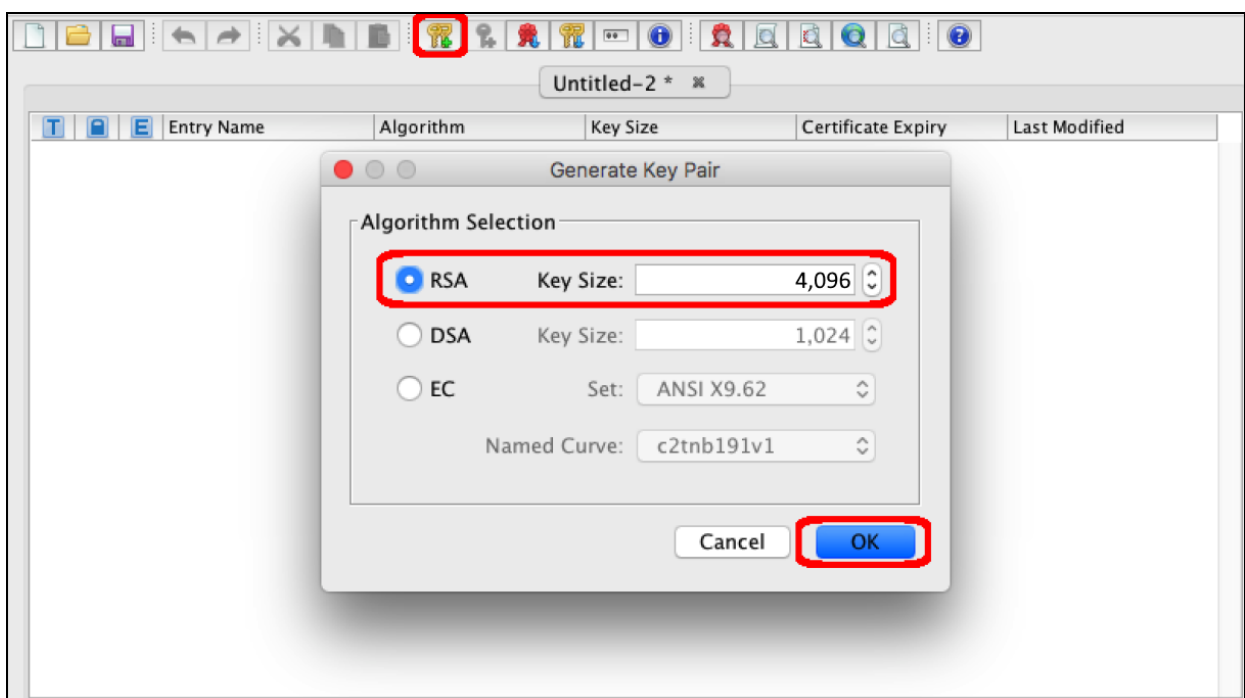 Untitled-2 *
T E Entry Name Algorithm Key Size Certificate Expiry Last Modified
Generate Key Pair
Algorithm Selection
RSA Key Size: 4,096
DSA Key Size: 1,024
EC Set: ANSI X9.62
Named Curve: c2tnb191v1
Cancel OK